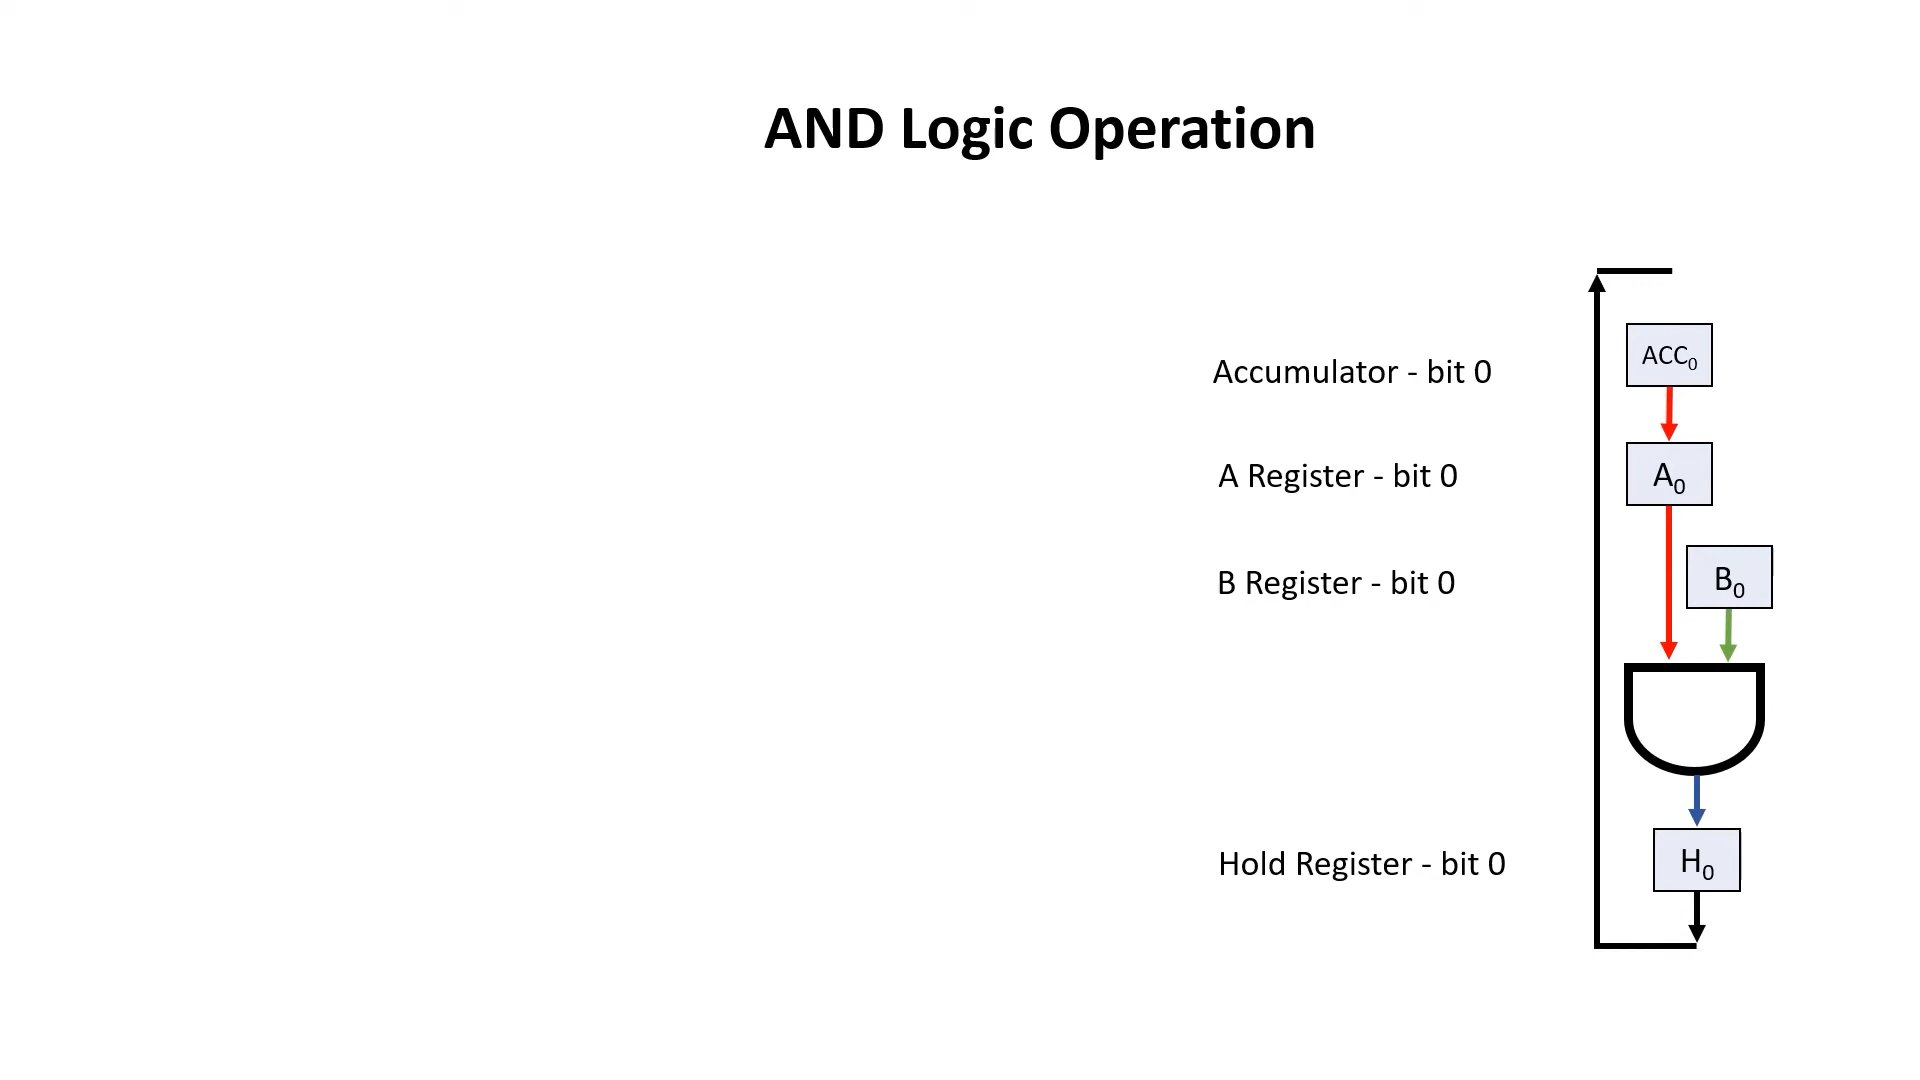 AND Logic Operation
Accumulator - bit 0
ACC₀
A Register - bit 0
A₀
B Register - bit 0
B₀
Hold Register - bit 0
H₀